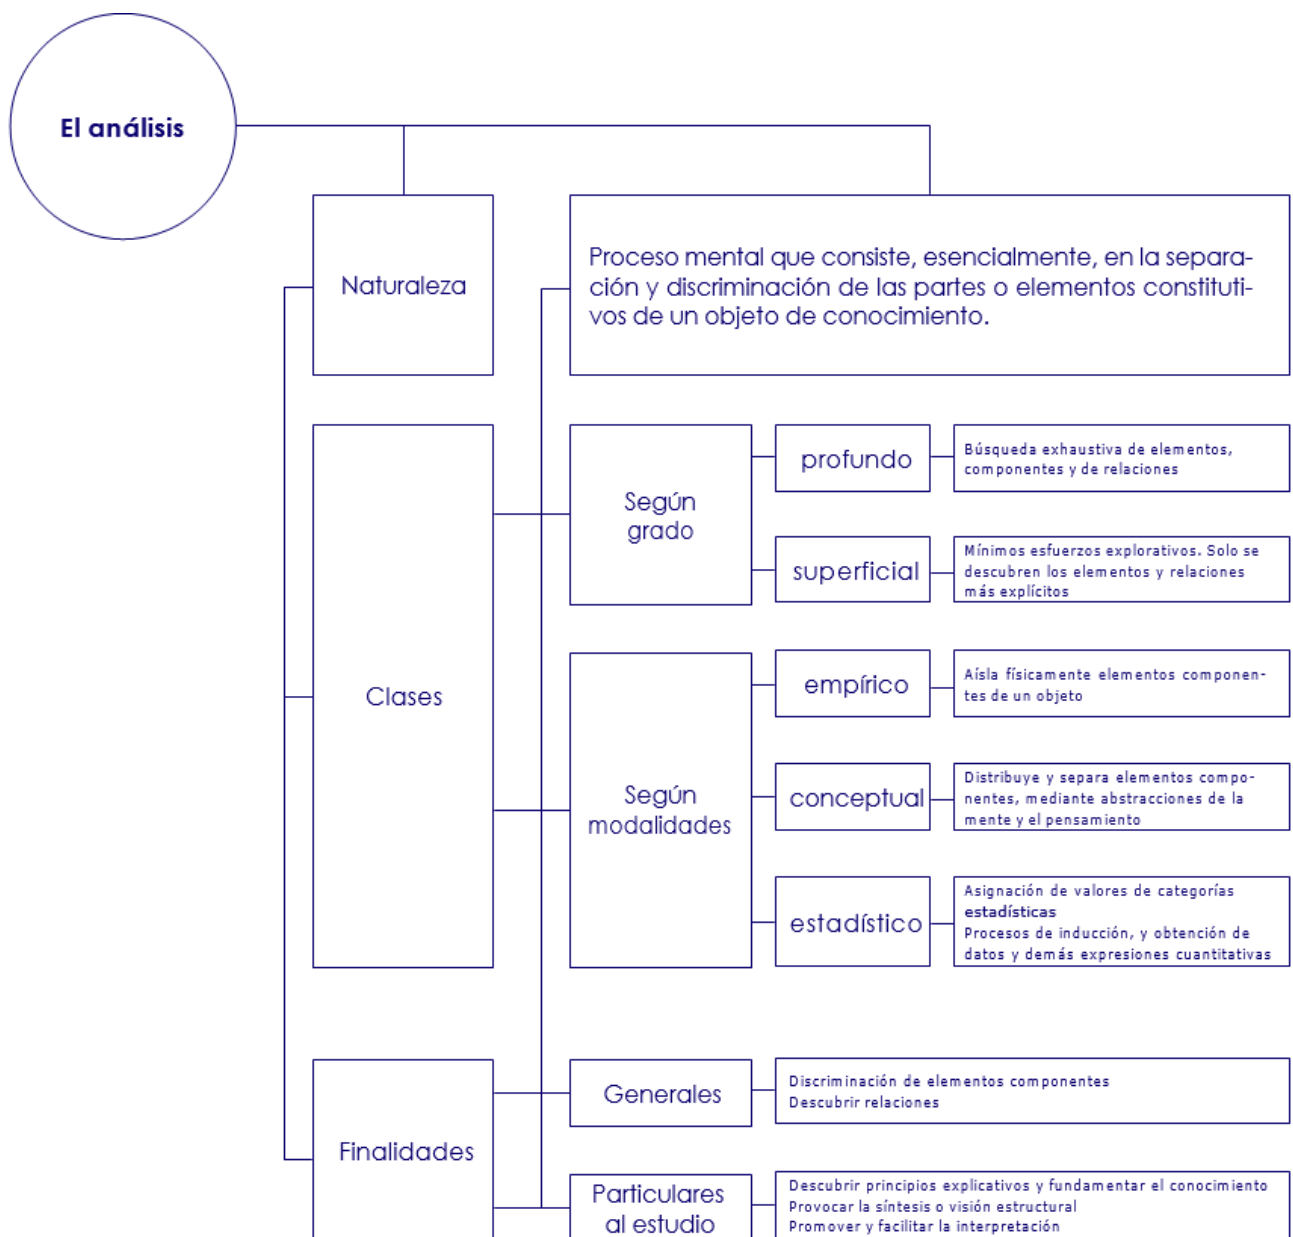 El análisis
Naturaleza
Proceso mental que consiste, esencialmente, en la separa-
ción y discriminación de las partes o elementos constituti-
vos de un objeto de conocimiento.
Clases
Según
grado
profundo
Búsqueda exhaustiva de elementos,
componentes y de relaciones
superficial
Mínimos esfuerzos explorativos. Solo se
descubren los elementos y relaciones
más explícitos
Según
modalidades
empírico
Aísla físicamente elementos componen-
tes de un objeto
conceptual
Distribuye y separa elementos compo-
nentes, mediante abstracciones de la
mente y el pensamiento
estadístico
Asignación de valores de categorías
estadísticas
Procesos de inducción, y obtención de
datos y demás expresiones cuantitativas
Finalidades
Generales
Discriminación de elementos componentes
Descubrir relaciones
Particulares
al estudio
Descubrir principios explicativos y fundamentar el conocimiento
Provocar la síntesis o visión estructural
Promover y facilitar la interpretación